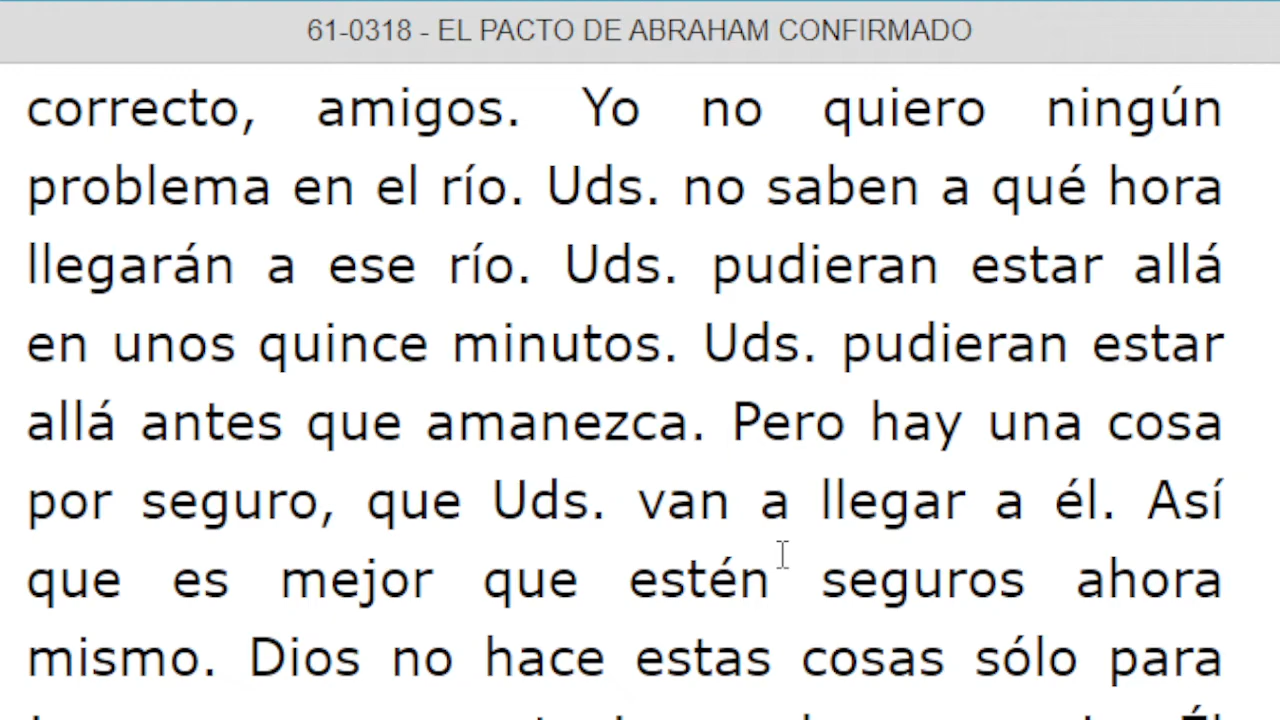 61-0318 - EL PACTO DE ABRAHAM CONFIRMADO
correcto, amigos. Yo no quiero ningún
problema en el río. Uds. no saben a qué hora
llegarán a ese río. Uds. pudieran estar allá
en unos quince minutos. Uds. pudieran estar
allá antes que amanezca. Pero hay una cosa
por seguro, que Uds. van a llegar a él. Así
que es mejor que estén seguros ahora
mismo. Dios no hace estas cosas sólo para